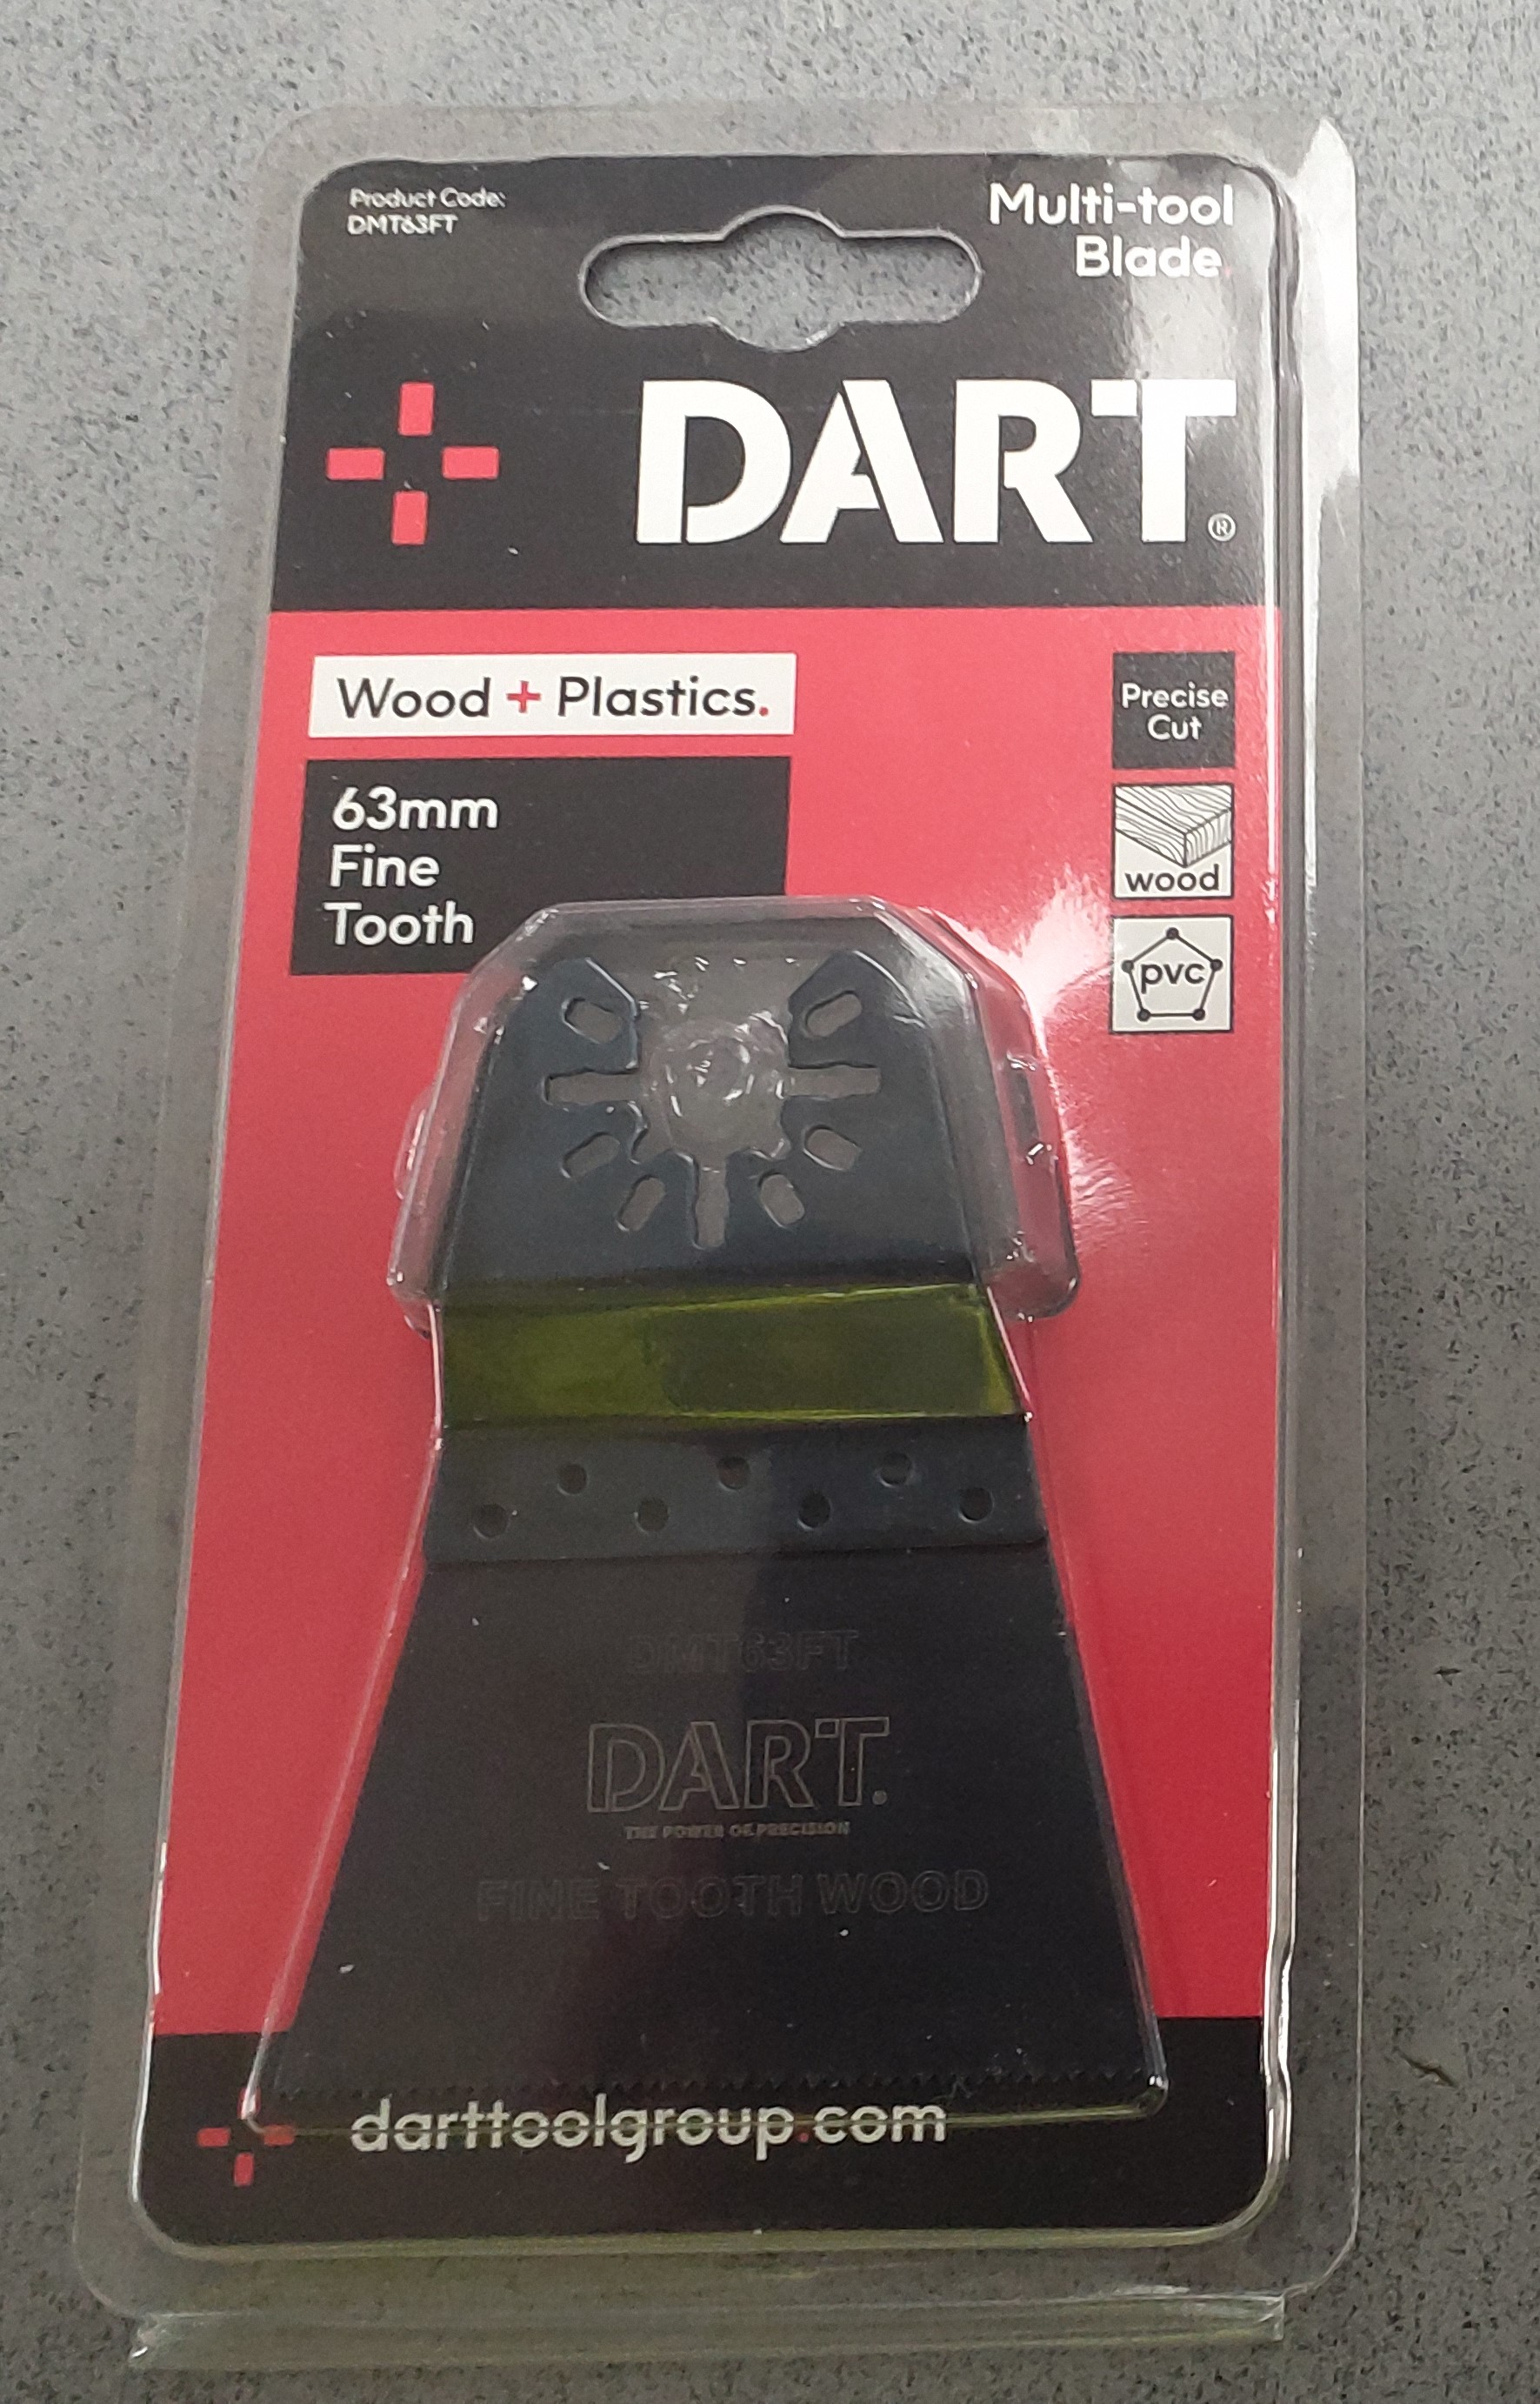 Product Code:
DMT63FT
Multi-tool
Blade.
DART®
Wood + Plastics.
63mm
Fine
Tooth
Precise
Cut
wood
pvc
DMT63FT
DART®
THE POWER OF PRECISION
FINE TOOTH WOOD
darttoolgroup.com